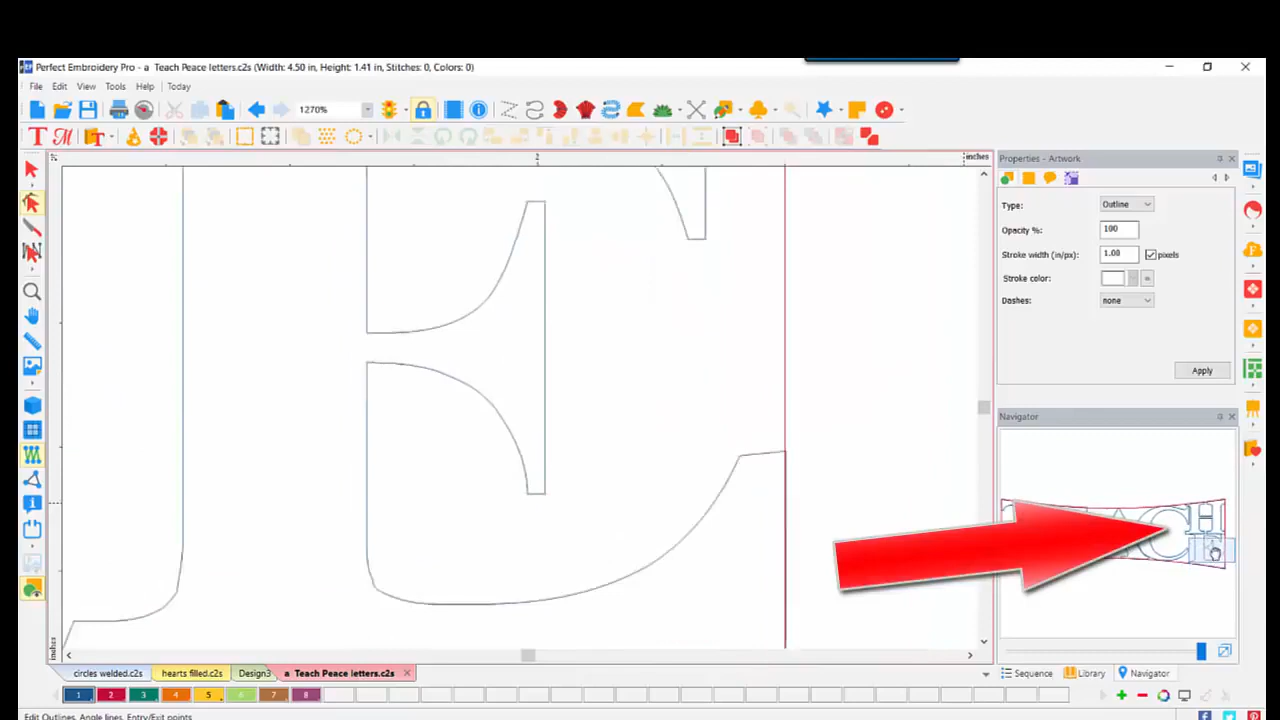 Perfect Embroidery Pro - a Teach Peace letters.c2s (Width: 4.50 in, Height: 1.41 in, Stitches: 0, Colors: 0)
File Edit View Tools Help Today
1270%
2 inches
Properties - Artwork
Type: Outline
Opacity %: 100
Stroke width (in/px): 1.00 pixels
Stroke color:
Dashes: none
Apply
Navigator
circles welded.c2s hearts filled.c2s Design3 a Teach Peace letters.c2s
Sequence Library Navigator
1 2 3 4 5 6 7 8
Edit Outlines, Angle lines, Entry/Exit points